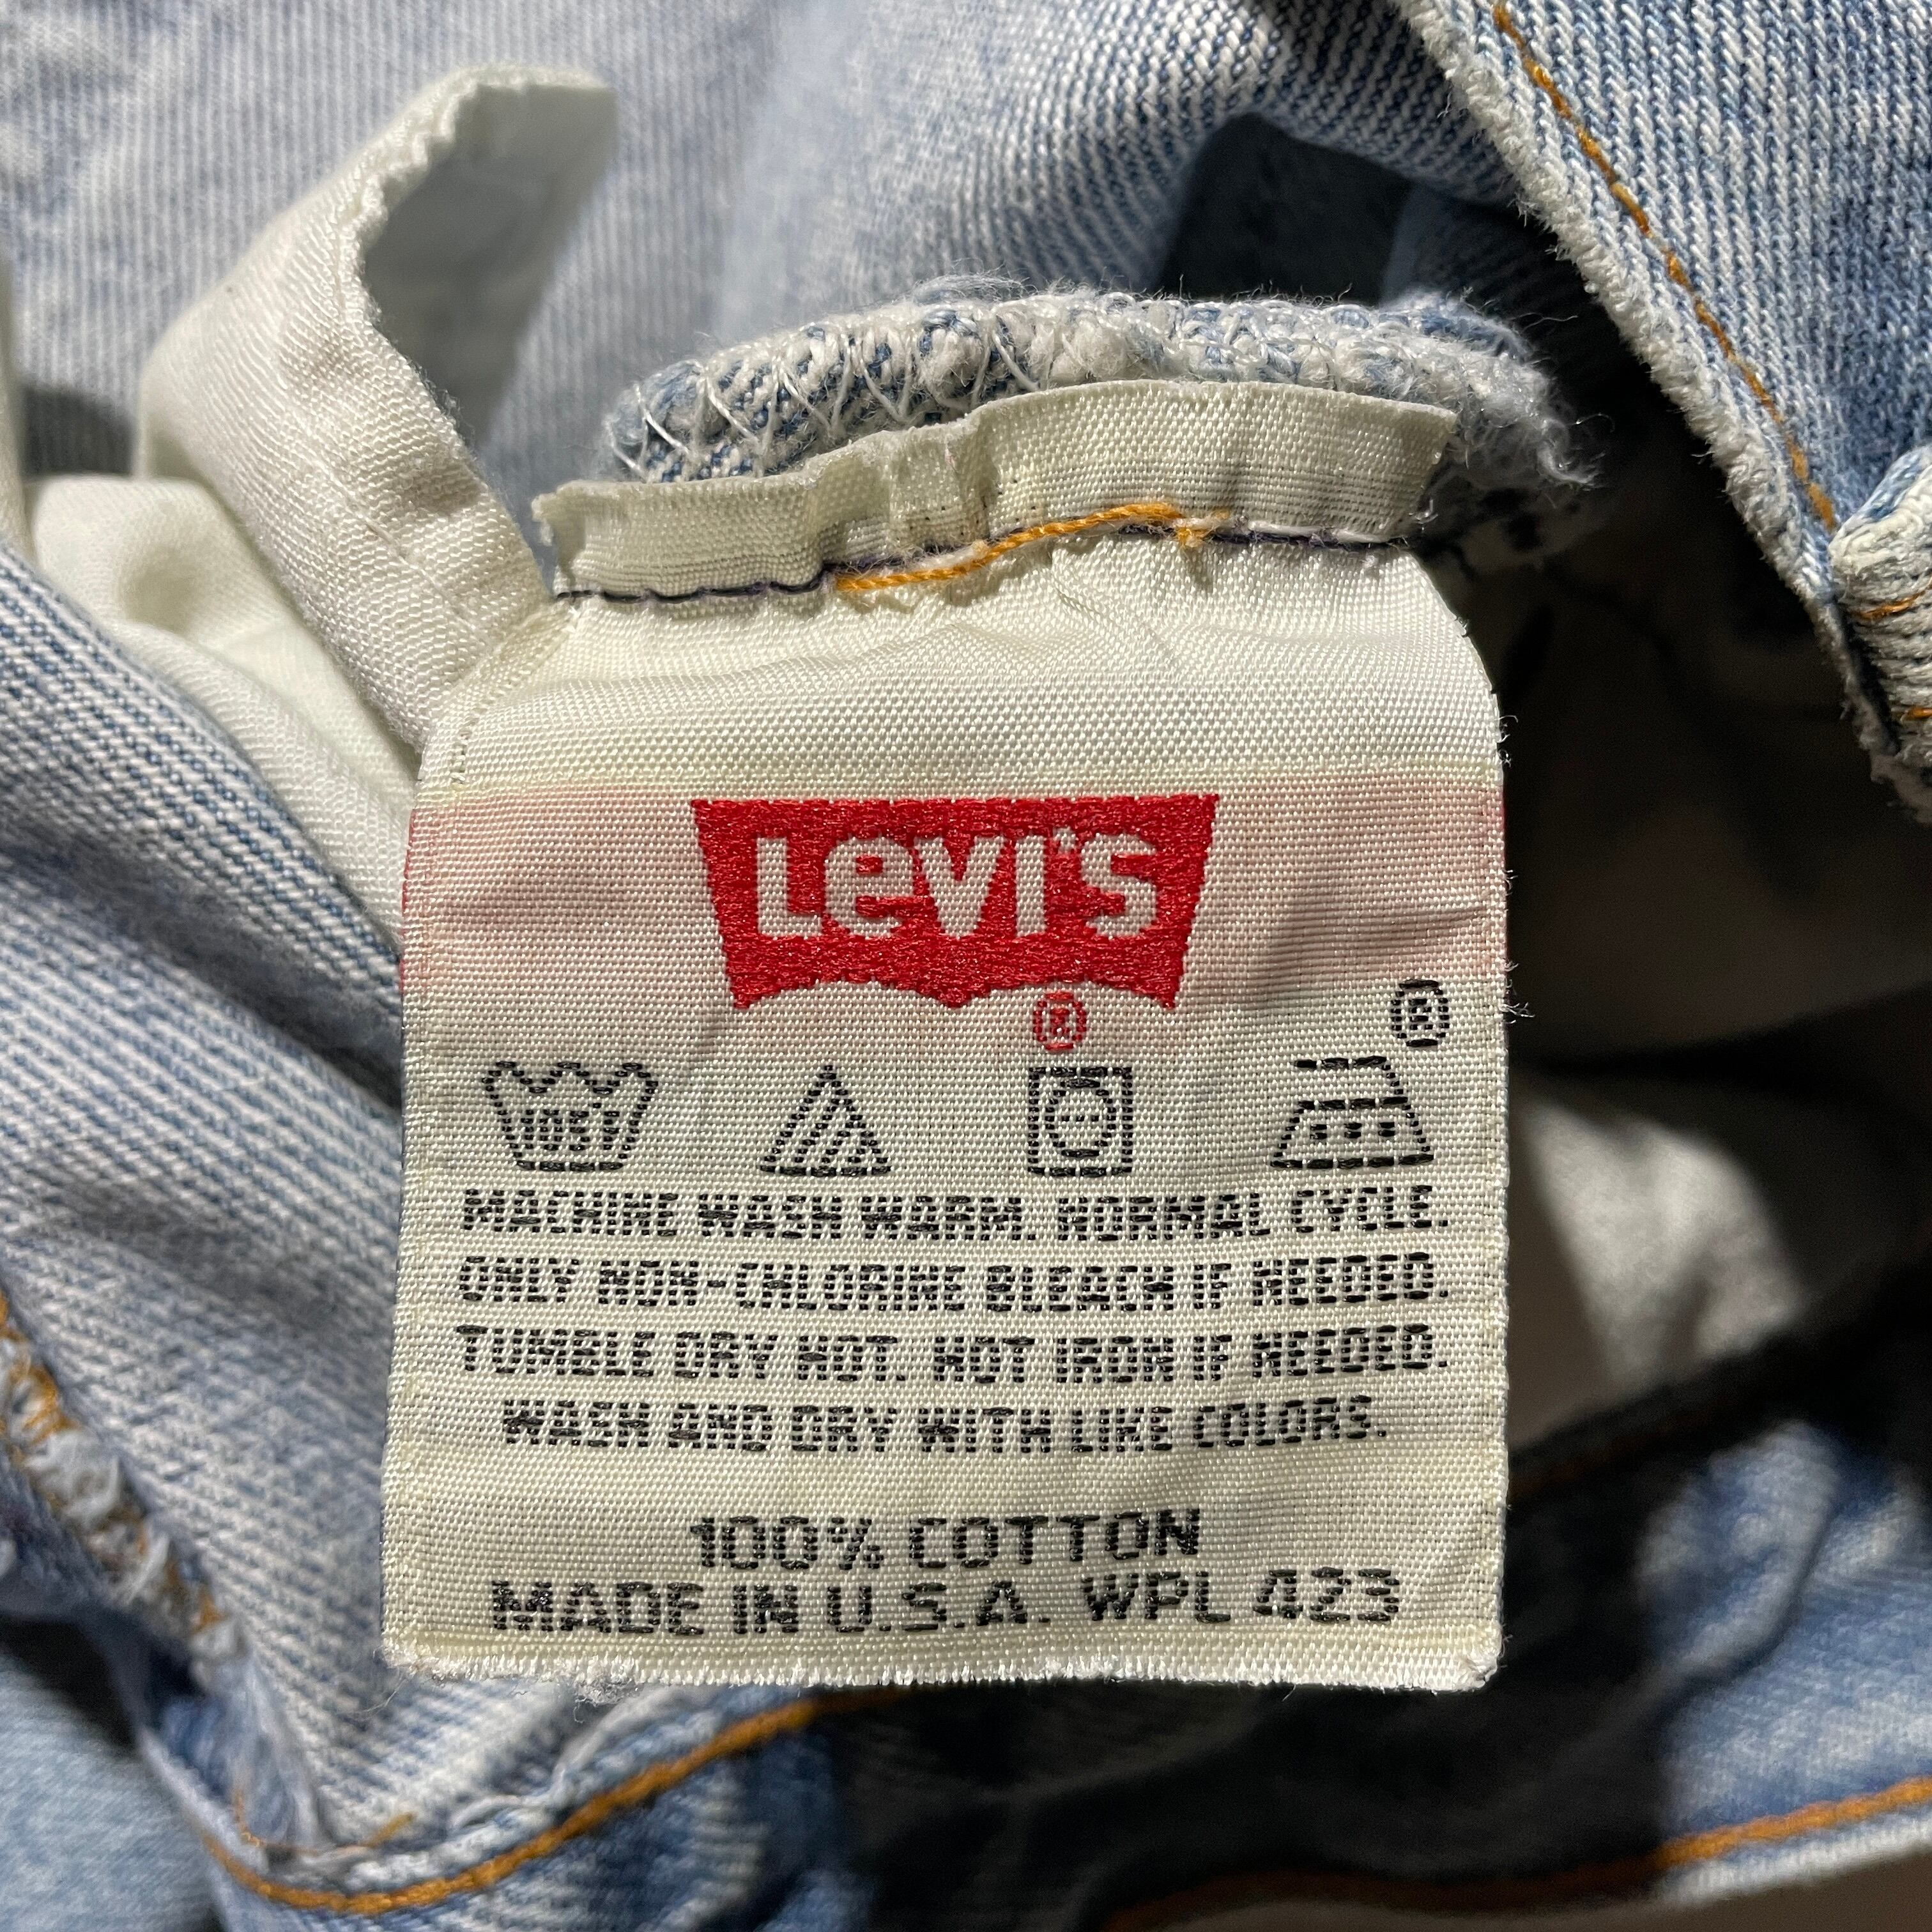 LEVI'S
®
®
105F
MACHINE WASH WARM. NORMAL CYCLE.
ONLY NON-CHLORINE BLEACH IF NEEDED.
TUMBLE DRY HOT. HOT IRON IF NEEDED.
WASH AND DRY WITH LIKE COLORS.
100% COTTON
MADE IN U.S.A. WPL 423